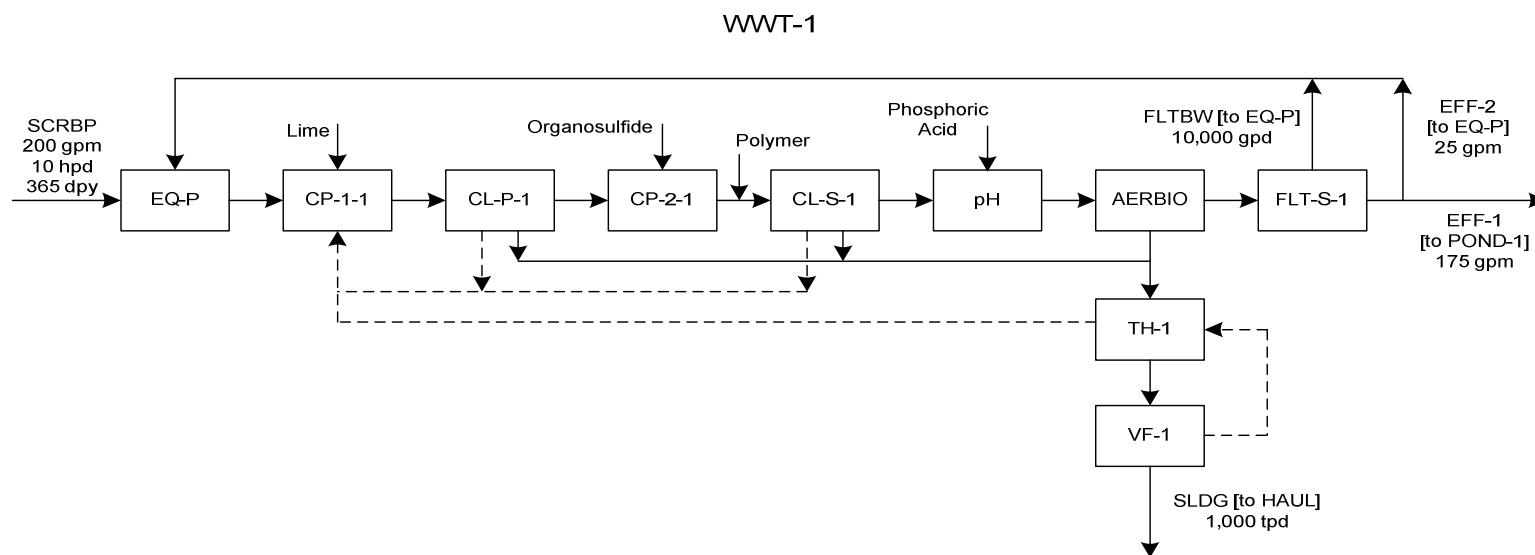 WWT-1
SCRBP
200 gpm
10 hpd
365 dpy
Lime
Organosulfide
Polymer
Phosphoric
Acid
FLTBW [to EQ-P]
10,000 gpd
EFF-2
[to EQ-P]
25 gpm
EQ-P
CP-1-1
CL-P-1
CP-2-1
CL-S-1
pH
AERBIO
FLT-S-1
EFF-1
[to POND-1]
175 gpm
TH-1
VF-1
SLDG [to HAUL]
1,000 tpd